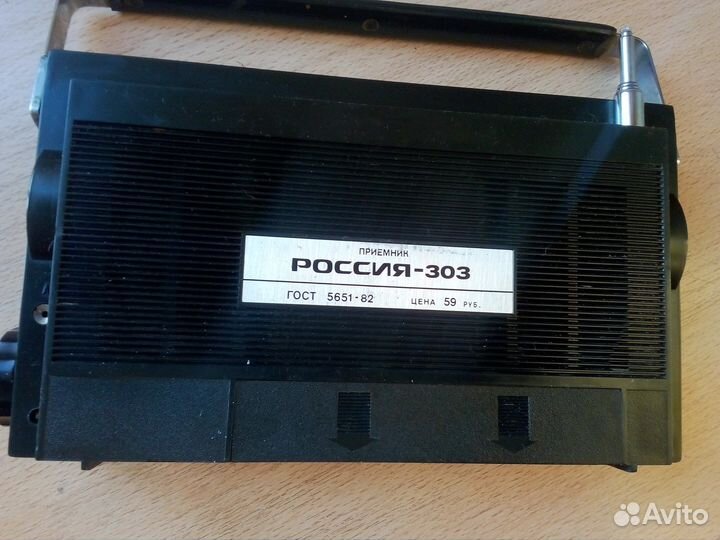 ПРИЕМНИК
РОССИЯ-303
ГОСТ 5651-82 ЦЕНА 59 РУБ.
Avito